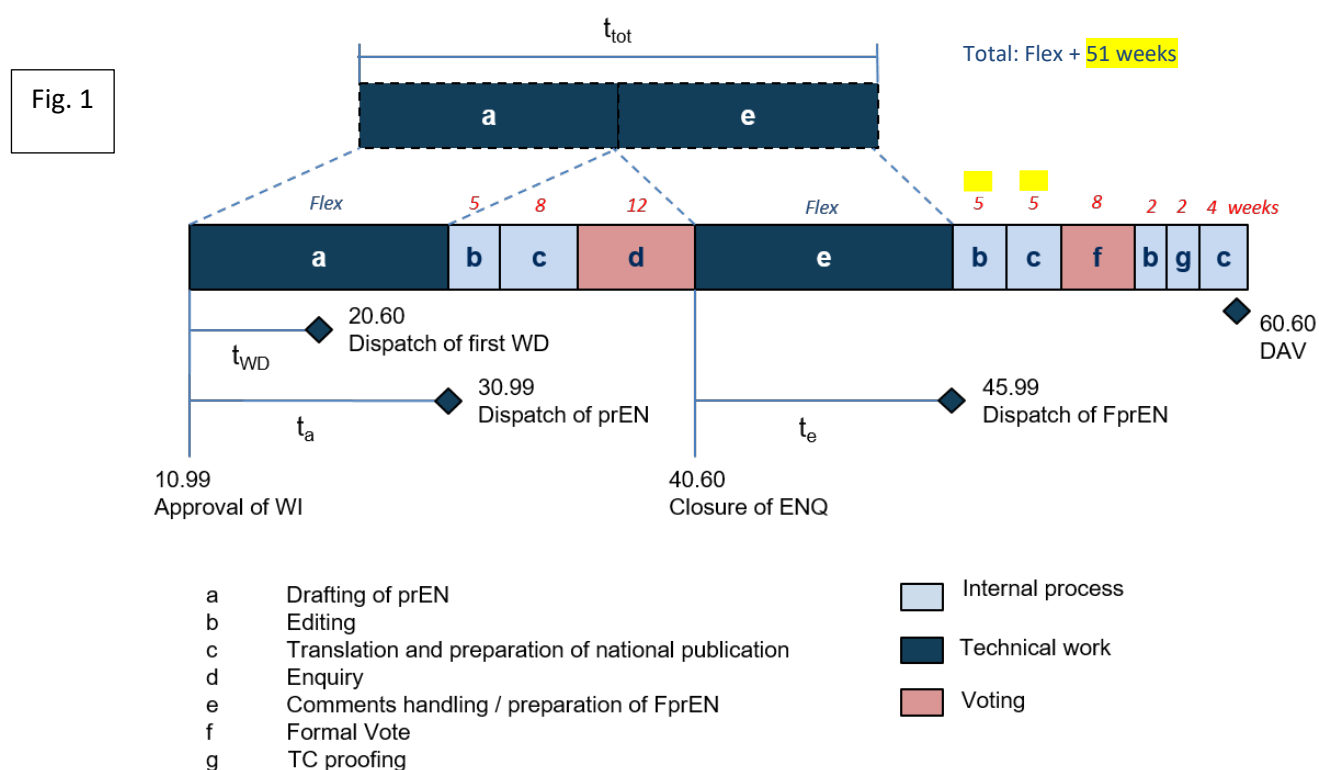 t_tot
Total: Flex + 51 weeks
Fig. 1
a e
Flex 5 8 12 Flex 5 5 8 2 2 4 weeks
a b c d e b c f b g c
20.60
Dispatch of first WD
t_WD
60.60
DAV
30.99
Dispatch of prEN
t_a
45.99
Dispatch of FprEN
t_e
10.99
Approval of WI
40.60
Closure of ENQ
a Drafting of prEN
b Editing
c Translation and preparation of national publication
d Enquiry
e Comments handling / preparation of FprEN
f Formal Vote
g TC proofing
Internal process
Technical work
Voting